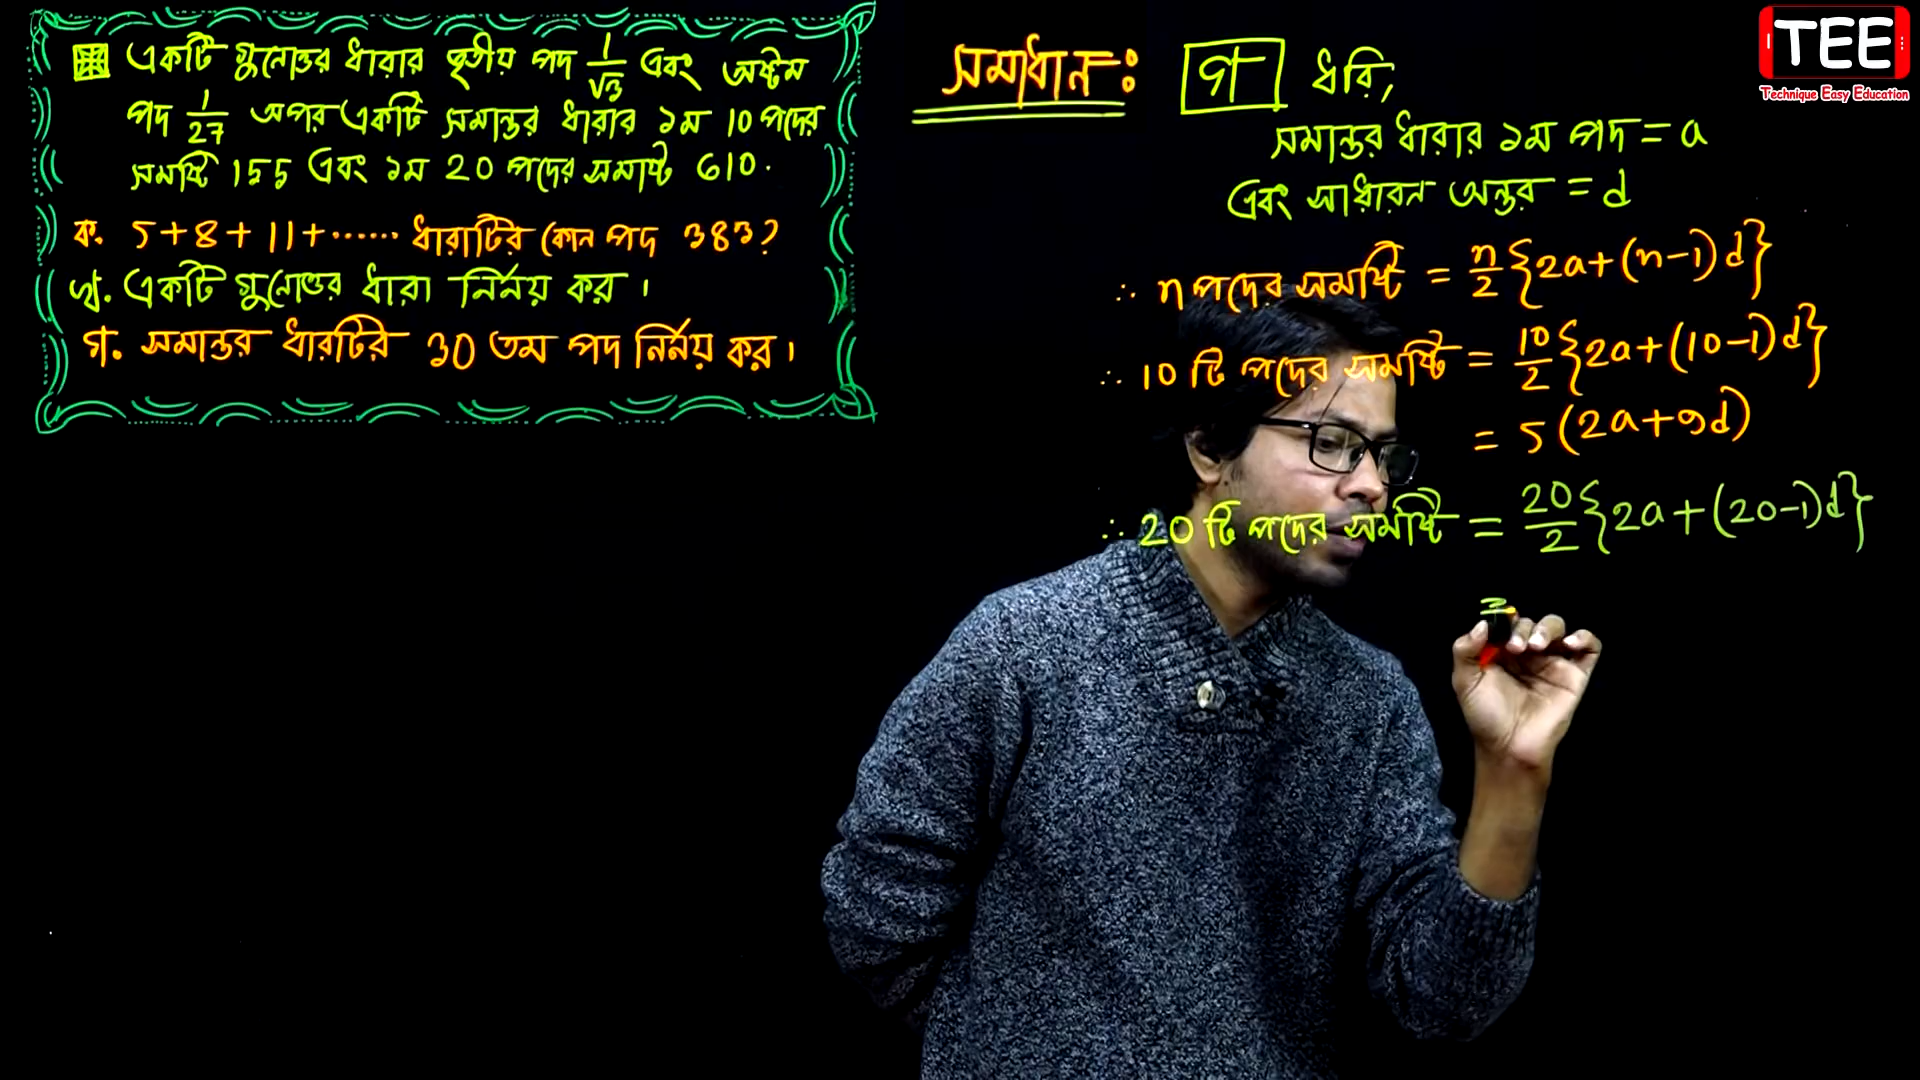 একটি গুনোত্তর ধারার তৃতীয় পদ 1/√3 এবং অষ্টম
পদ 1/27 অপর একটি সমান্তর ধারার ১ম 10 পদের
সমষ্টি 155 এবং ১ম 20 পদের সমষ্টি 610.
ক. 5+8+11+...... ধারাটির কোন পদ 383?
খ. একটি গুনোত্তর ধারা নির্নয় কর।
গ. সমান্তর ধারটির 30 তম পদ নির্নয় কর।
সমাধান: গ ধরি,
সমান্তর ধারার ১ম পদ = a
এবং সাধারন অন্তর = d
∴ n পদের সমষ্টি = n/2{2a+(n-1)d}
∴ 10 টি পদের সমষ্টি = 10/2{2a+(10-1)d}
= 5(2a+9d)
∴ 20 টি পদের সমষ্টি = 20/2{2a+(20-1)d}
=
TEE
Technique Easy Education